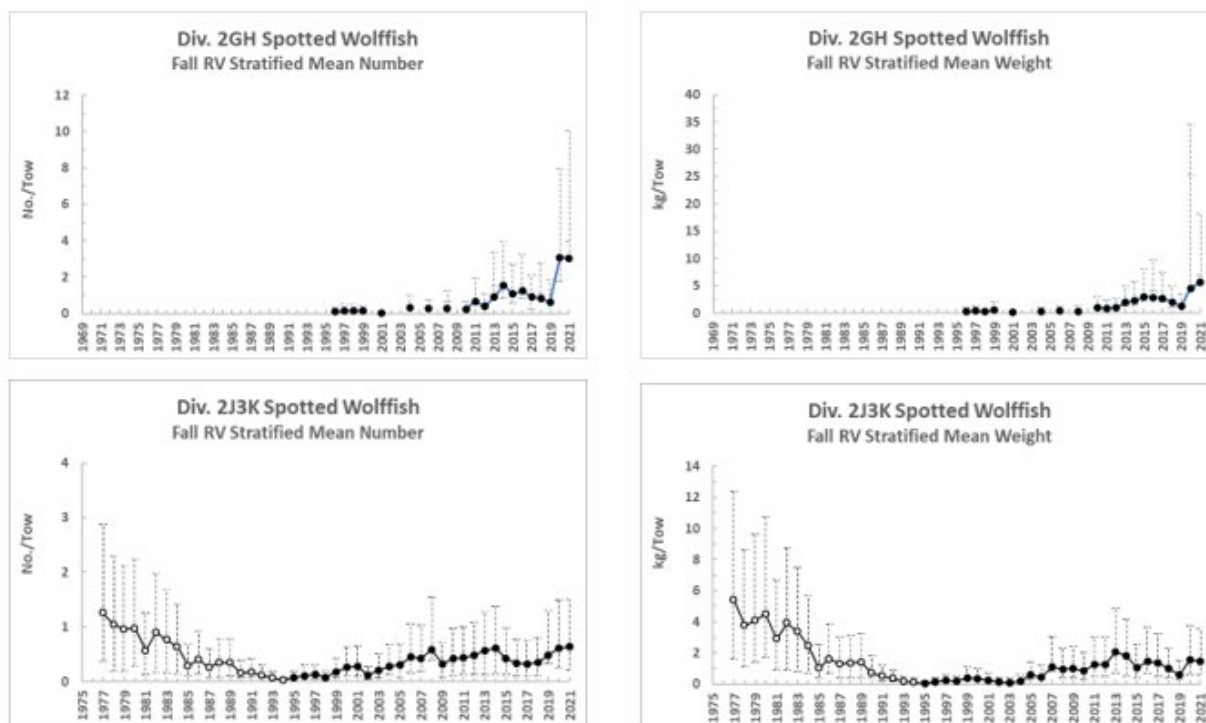 Div. 2GH Spotted Wolffish
Fall RV Stratified Mean Number
No./Tow
12
10
8
6
4
2
0
1969 1971 1973 1975 1977 1979 1981 1983 1985 1987 1989 1991 1993 1995 1997 1999 2001 2003 2005 2007 2009 2011 2013 2015 2017 2019 2021
Div. 2GH Spotted Wolffish
Fall RV Stratified Mean Weight
kg/Tow
40
35
30
25
20
15
10
5
0
1969 1971 1973 1975 1977 1979 1981 1983 1985 1987 1989 1991 1993 1995 1997 1999 2001 2003 2005 2007 2009 2011 2013 2015 2017 2019 2021
Div. 2J3K Spotted Wolffish
Fall RV Stratified Mean Number
No./Tow
4
3
2
1
0
1975 1977 1979 1981 1983 1985 1987 1989 1991 1993 1995 1997 1999 2001 2003 2005 2007 2009 2011 2013 2015 2017 2019 2021
Div. 2J3K Spotted Wolffish
Fall RV Stratified Mean Weight
kg/Tow
14
12
10
8
6
4
2
0
1975 1977 1979 1981 1983 1985 1987 1989 1991 1993 1995 1997 1999 2001 2003 2005 2007 2009 2011 2013 2015 2017 2019 2021